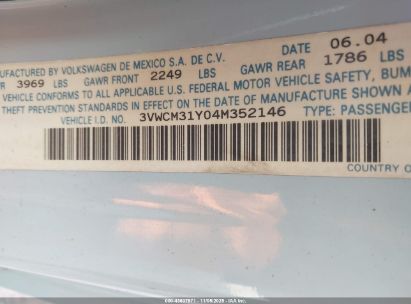 NUFACTURED BY VOLKSWAGEN DE MEXICO S.A. DE C.V. DATE 06.04
R 3969 LBS GAWR FRONT 2249 LBS GAWR REAR 1786 LBS
VEHICLE CONFORMS TO ALL APPLICABLE U.S. FEDERAL MOTOR VEHICLE SAFETY, BUM
THEFT PREVENTION STANDARDS IN EFFECT ON THE DATE OF MANUFACTURE SHOWN
VEHICLE I.D. NO. 3VWCM31Y04M352146 TYPE: PASSENGER
COUNTRY O